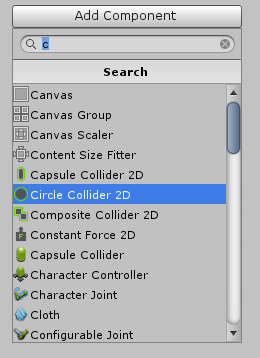 Add Component
c
Search
Canvas
Canvas Group
Canvas Scaler
Content Size Fitter
Capsule Collider 2D
Circle Collider 2D
Composite Collider 2D
Constant Force 2D
Capsule Collider
Character Controller
Character Joint
Cloth
Configurable Joint